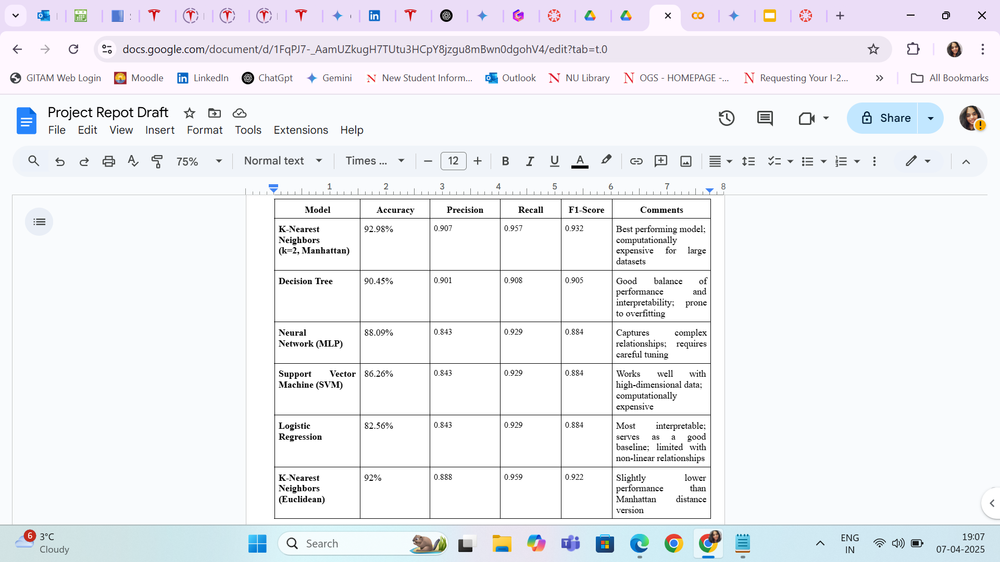 docs.google.com/document/d/1FqPJ7-_AamUZkugH7TUtu3HCpY8jzgu8mBwn0dgohV4/edit?tab=t.0
GITAM Web Login Moodle LinkedIn ChatGpt Gemini New Student Inform... Outlook NU Library OGS - HOMEPAGE -... Requesting Your I-2... All Bookmarks
Project Repot Draft
File Edit View Insert Format Tools Extensions Help
Share
75% Normal text Times ... 12
1 2 3 4 5 6 7 8
Model Accuracy Precision Recall F1-Score Comments
K-Nearest Neighbors (k=2, Manhattan) 92.98% 0.907 0.957 0.932 Best performing model; computationally expensive for large datasets
Decision Tree 90.45% 0.901 0.908 0.905 Good balance of performance and interpretability; prone to overfitting
Neural Network (MLP) 88.09% 0.843 0.929 0.884 Captures complex relationships; requires careful tuning
Support Vector Machine (SVM) 86.26% 0.843 0.929 0.884 Works well with high-dimensional data; computationally expensive
Logistic Regression 82.56% 0.843 0.929 0.884 Most interpretable; serves as a good baseline; limited with non-linear relationships
K-Nearest Neighbors (Euclidean) 92% 0.888 0.959 0.922 Slightly lower performance than Manhattan distance version
6
3°C
Cloudy
Search
ENG
IN
19:07
07-04-2025